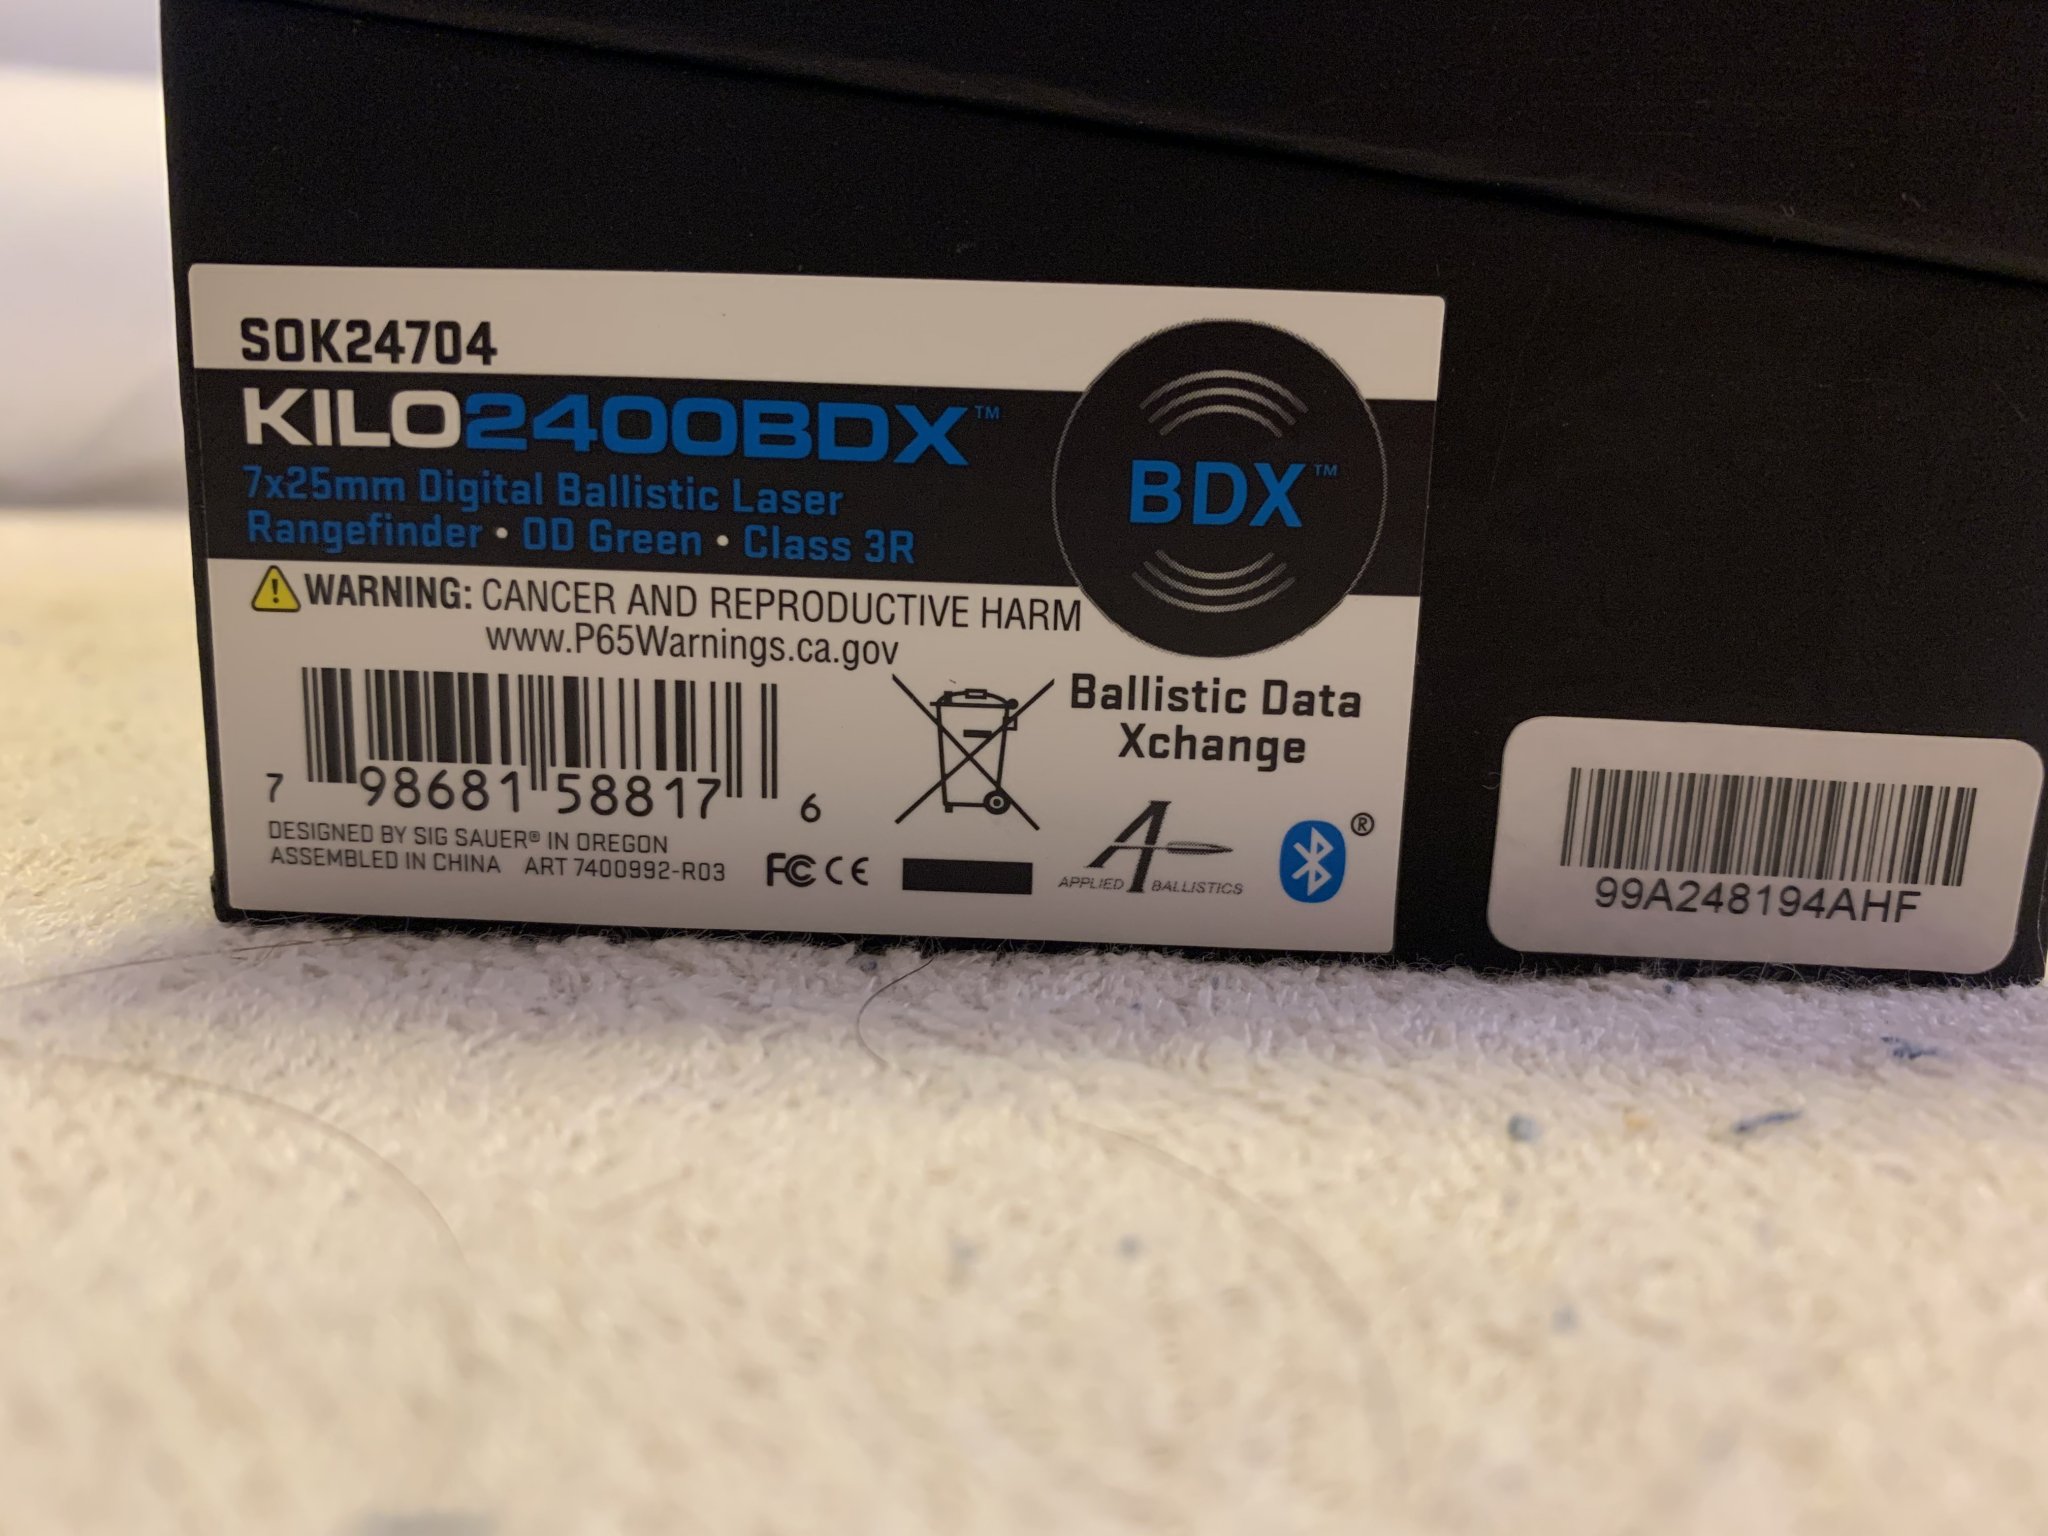 SOK24704
KILO2400BDX™
7x25mm Digital Ballistic Laser
Rangefinder • OD Green • Class 3R
BDX™
WARNING: CANCER AND REPRODUCTIVE HARM
www.P65Warnings.ca.gov
7 98681 58817 6
Ballistic Data
Xchange
DESIGNED BY SIG SAUER® IN OREGON
ASSEMBLED IN CHINA ART 7400992-R03
FC CE
APPLIED BALLISTICS
®
99A248194AHF